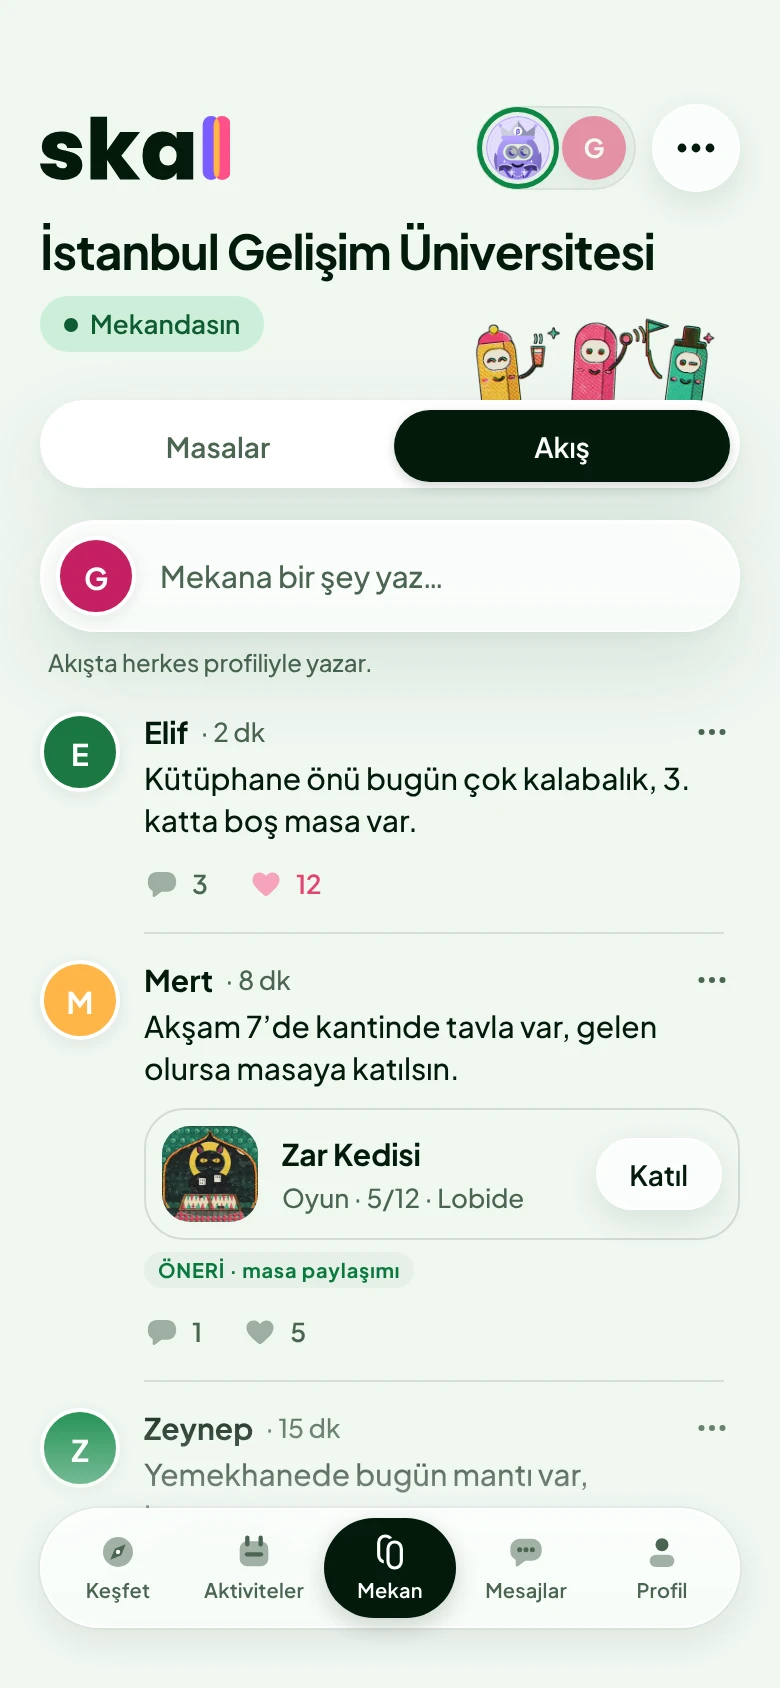 skal
G
İstanbul Gelişim Üniversitesi
Mekandasın
Masalar
Akış
G
Mekana bir şey yaz...
Akışta herkes profiliyle yazar.
E
Elif · 2 dk
Kütüphane önü bugün çok kalabalık, 3.
katta boş masa var.
3
12
M
Mert · 8 dk
Akşam 7’de kantinde tavla var, gelen
olursa masaya katılsın.
Zar Kedisi
Oyun · 5/12 · Lobide
Katıl
ÖNERİ · masa paylaşımı
1
5
Z
Zeynep · 15 dk
Yemekhanede bugün mantı var,
Keşfet
Aktiviteler
Mekan
Mesajlar
Profil